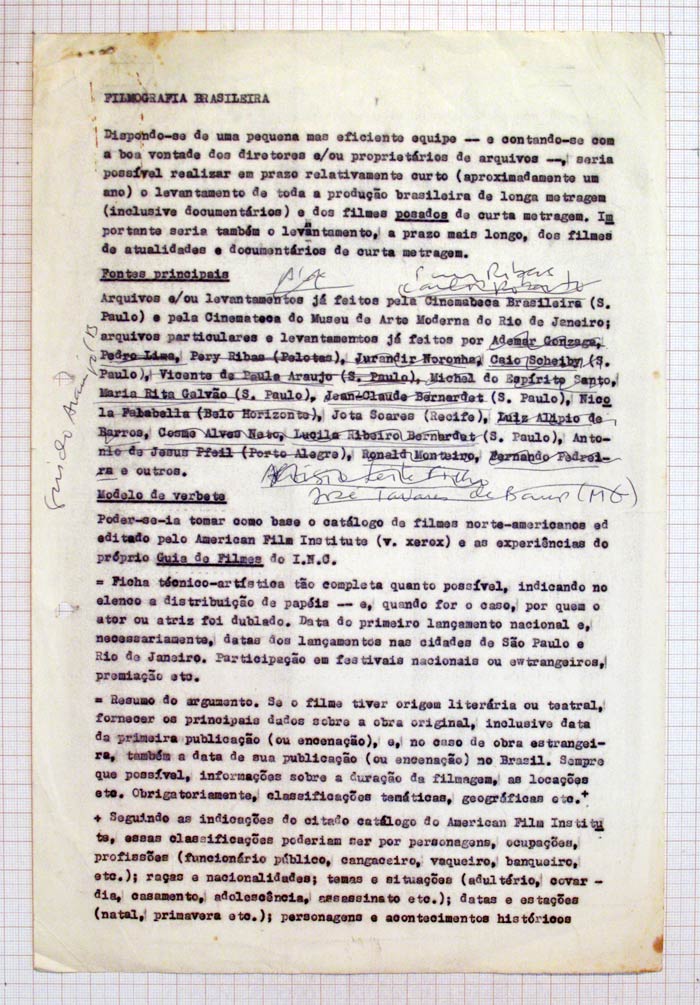 FILMOGRAFIA BRASILEIRA
Dispondo-se de uma pequena mas eficiente equipe -- e contando-se com
a boa vontade dos diretores e/ou proprietários de arquivos --, seria
possível realizar em prazo relativamente curto (aproximadamente um
ano) o levantamento de toda a produção brasileira de longa metragem
(inclusive documentários) e dos filmes posados de curta metragem. Im
portante seria também o levantamento, a prazo mais longo, dos filmes
de atualidades e documentários de curta metragem.
Fontes principais
Arquivos e/ou levantamentos já feitos pela Cinemabeca Brasileira (S.
Paulo) e pela Cinemateca do Museu de Arte Moderna do Rio de Janeiro;
arquivos particulares e levantamentos já feitos por Ademar Gonzaga,
Pedro Lima, Pery Ribas (Pelotas), Jurandir Noronha, Caio Scheiby (S.
Paulo), Vicente de Paula Araujo (S. Paulo), Michel do Espírito Santo,
Maria Rita Galvão (S. Paulo), Jean-Claude Bernardet (S. Paulo), Nico
la Falabella (Belo Horizonte), Jota Soares (Recife), Luiz Alipio de
Barros, Cosme Alves Neto, Lucila Ribeiro Bernardet (S. Paulo), Anto-
nio de Jesus Pfeil (Porto Alegre), Ronald Monteiro, Fernando Pedrei-
ra e outros.
José Tavares de Barros (MG)
Modelo de verbete
Poder-se-ia tomar como base o catálogo de filmes norte-americanos ed
editado pelo American Film Institute (v. xerox) e as experiências do
próprio Guia de Filmes do I.N.C.
= Ficha técnico-artística tão completa quanto possível, indicando no
elenco a distribuição de papéis -- e, quando for o caso, por quem o
ator ou atriz foi dublado. Data do primeiro lançamento nacional e,
necessariamente, datas dos lançamentos nas cidades de São Paulo e
Rio de Janeiro. Participação em festivais nacionais ou ewtrangeiros,
premiação etc.
= Resumo do argumento. Se o filme tiver origem literária ou teatral,
fornecer os principais dudos sobre a obra original, inclusive data
da primeira publicação (ou encenação), e, no caso de obra estrangei-
ra, também a data de sua publicação (ou encenação) no Brasil. Sempre
que possível, informações sobre a duração da filmagem, as locações
etc. Obrigatoriamente, classificações temáticas, geográficas etc.+
+ Seguindo as indicações do citado catálogo do American Film Institu
te, essas classificações poderiam ser por personagens, ocupações,
profissões (funcionário público, cangaceiro, vaqueiro, banqueiro,
etc.); raças e nacionalidades; temas e situações (adultério, covar -
dia, casamento, adolescência, assassinato etc.); datas e estações
(natal, primavera etc.); personagens e acontecimentos históricos